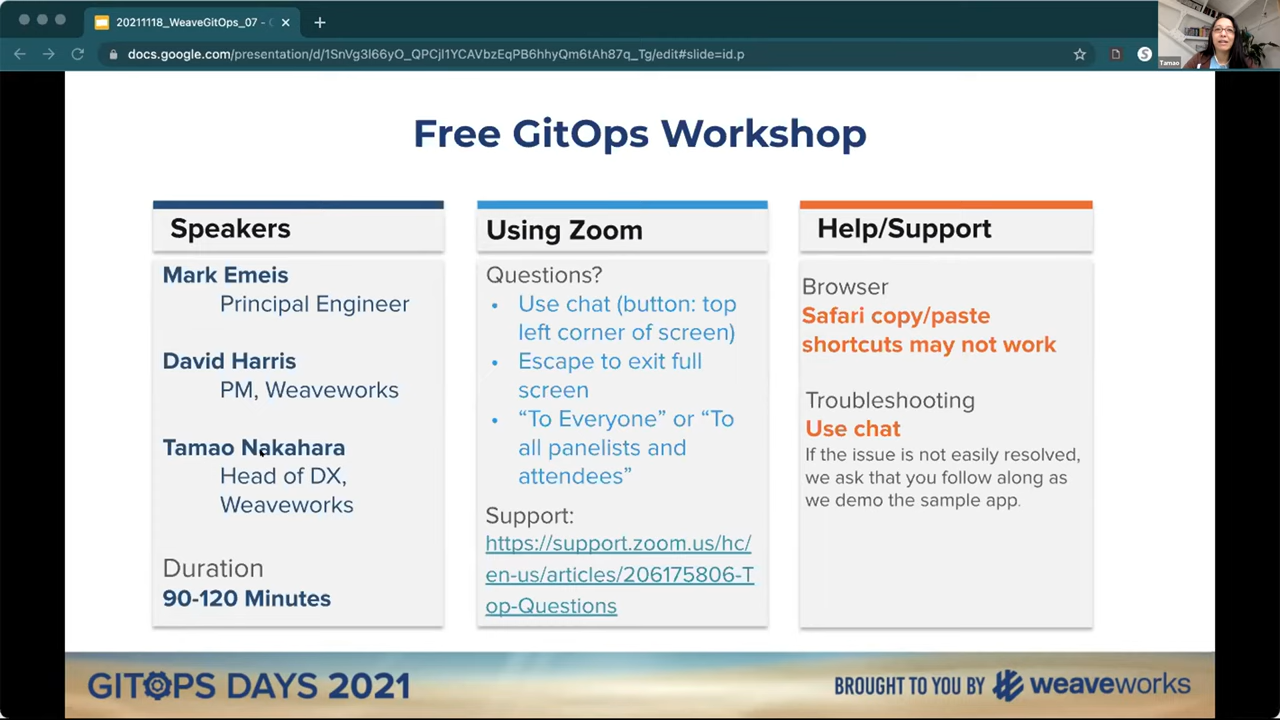 20211118_WeaveGitOps_07 -
docs.google.com/presentation/d/1SnVg3l66yO_QPCjl1YCAVbzEqPB6hhyQm6tAh87q_Tg/edit#slide=id.p
Tamao
Free GitOps Workshop
Speakers
Mark Emeis
Principal Engineer
David Harris
PM, Weaveworks
Tamao Nakahara
Head of DX,
Weaveworks
Duration
90-120 Minutes
Using Zoom
Questions?
• Use chat (button: top
left corner of screen)
• Escape to exit full
screen
• “To Everyone” or “To
all panelists and
attendees”
Support:
https://support.zoom.us/hc/
en-us/articles/206175806-T
op-Questions
Help/Support
Browser
Safari copy/paste
shortcuts may not work
Troubleshooting
Use chat
If the issue is not easily resolved,
we ask that you follow along as
we demo the sample app.
GITOPS DAYS 2021
BROUGHT TO YOU BY weaveworks